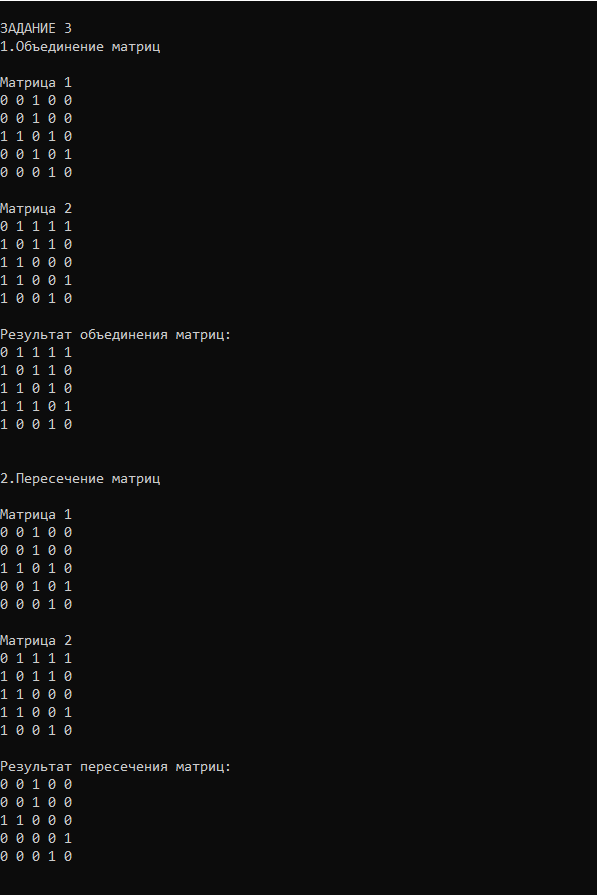 ЗАДАНИЕ 3
1.Объединение матриц
Матрица 1
0 0 1 0 0
0 0 1 0 0
1 1 0 1 0
0 0 1 0 1
0 0 0 1 0
Матрица 2
0 1 1 1 1
1 0 1 1 0
1 1 0 0 0
1 1 0 0 1
1 0 0 1 0
Результат объединения матриц:
0 1 1 1 1
1 0 1 1 0
1 1 0 1 0
1 1 1 0 1
1 0 0 1 0
2.Пересечение матриц
Матрица 1
0 0 1 0 0
0 0 1 0 0
1 1 0 1 0
0 0 1 0 1
0 0 0 1 0
Матрица 2
0 1 1 1 1
1 0 1 1 0
1 1 0 0 0
1 1 0 0 1
1 0 0 1 0
Результат пересечения матриц:
0 0 1 0 0
0 0 1 0 0
1 1 0 0 0
0 0 0 0 1
0 0 0 1 0